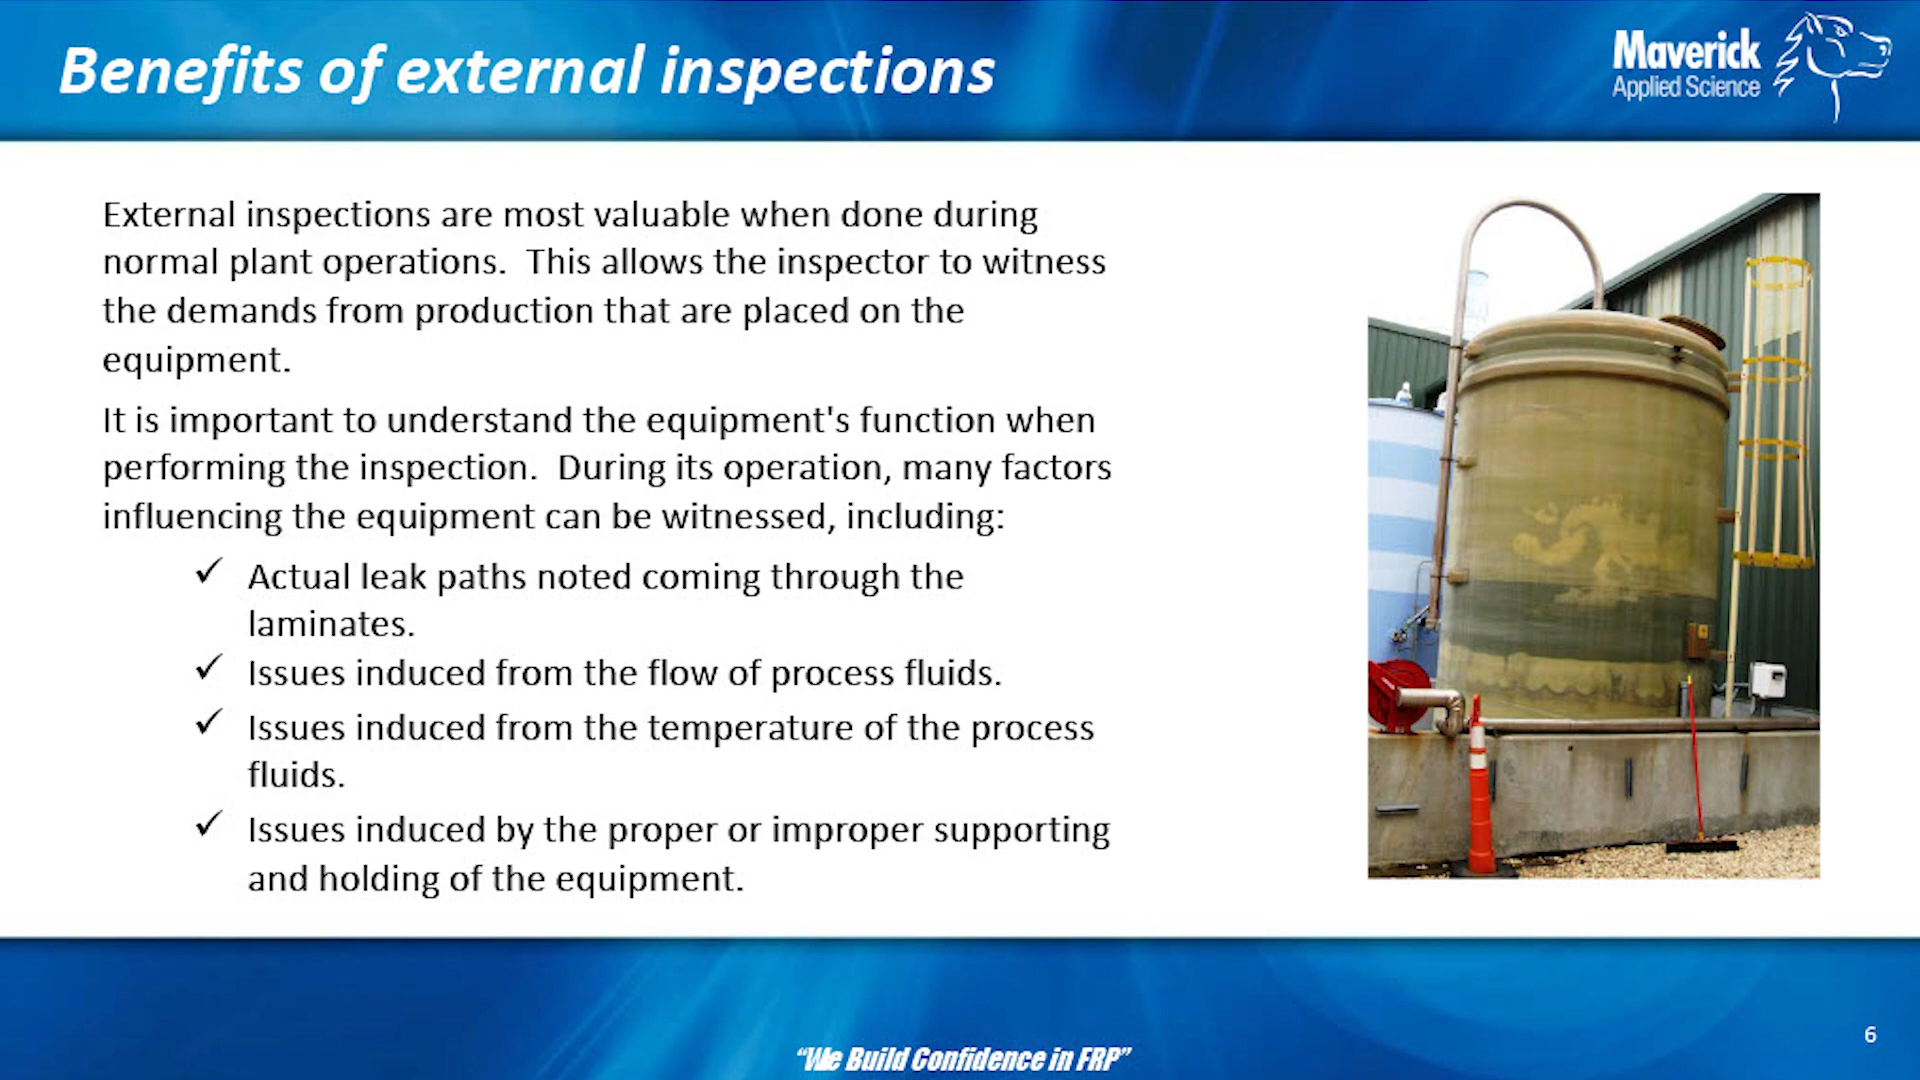 Benefits of external inspections
Maverick
Applied Science
External inspections are most valuable when done during
normal plant operations.  This allows the inspector to witness
the demands from production that are placed on the
equipment.
It is important to understand the equipment's function when
performing the inspection.  During its operation, many factors
influencing the equipment can be witnessed, including:
✓ Actual leak paths noted coming through the
laminates.
✓ Issues induced from the flow of process fluids.
✓ Issues induced from the temperature of the process
fluids.
✓ Issues induced by the proper or improper supporting
and holding of the equipment.
6
“We Build Confidence in FRP”